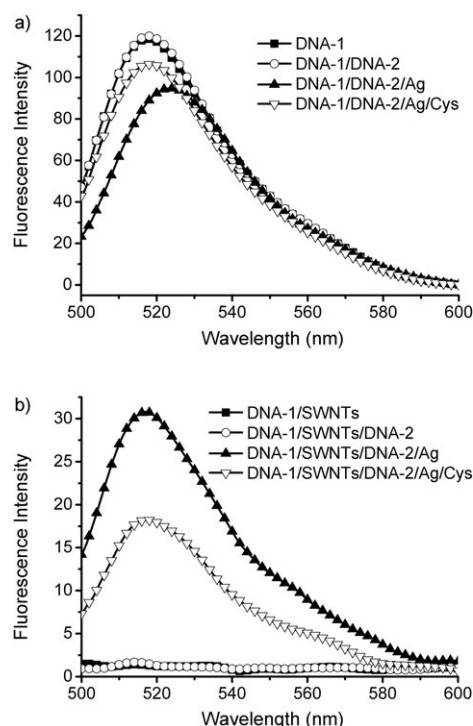 a)
DNA-1
DNA-1/DNA-2
DNA-1/DNA-2/Ag
DNA-1/DNA-2/Ag/Cys
Fluorescence Intensity
120
100
80
60
40
20
0
500 520 540 560 580 600
Wavelength (nm)
b)
DNA-1/SWNTs
DNA-1/SWNTs/DNA-2
DNA-1/SWNTs/DNA-2/Ag
DNA-1/SWNTs/DNA-2/Ag/Cys
Fluorescence Intensity
30
25
20
15
10
5
0
500 520 540 560 580 600
Wavelength (nm)